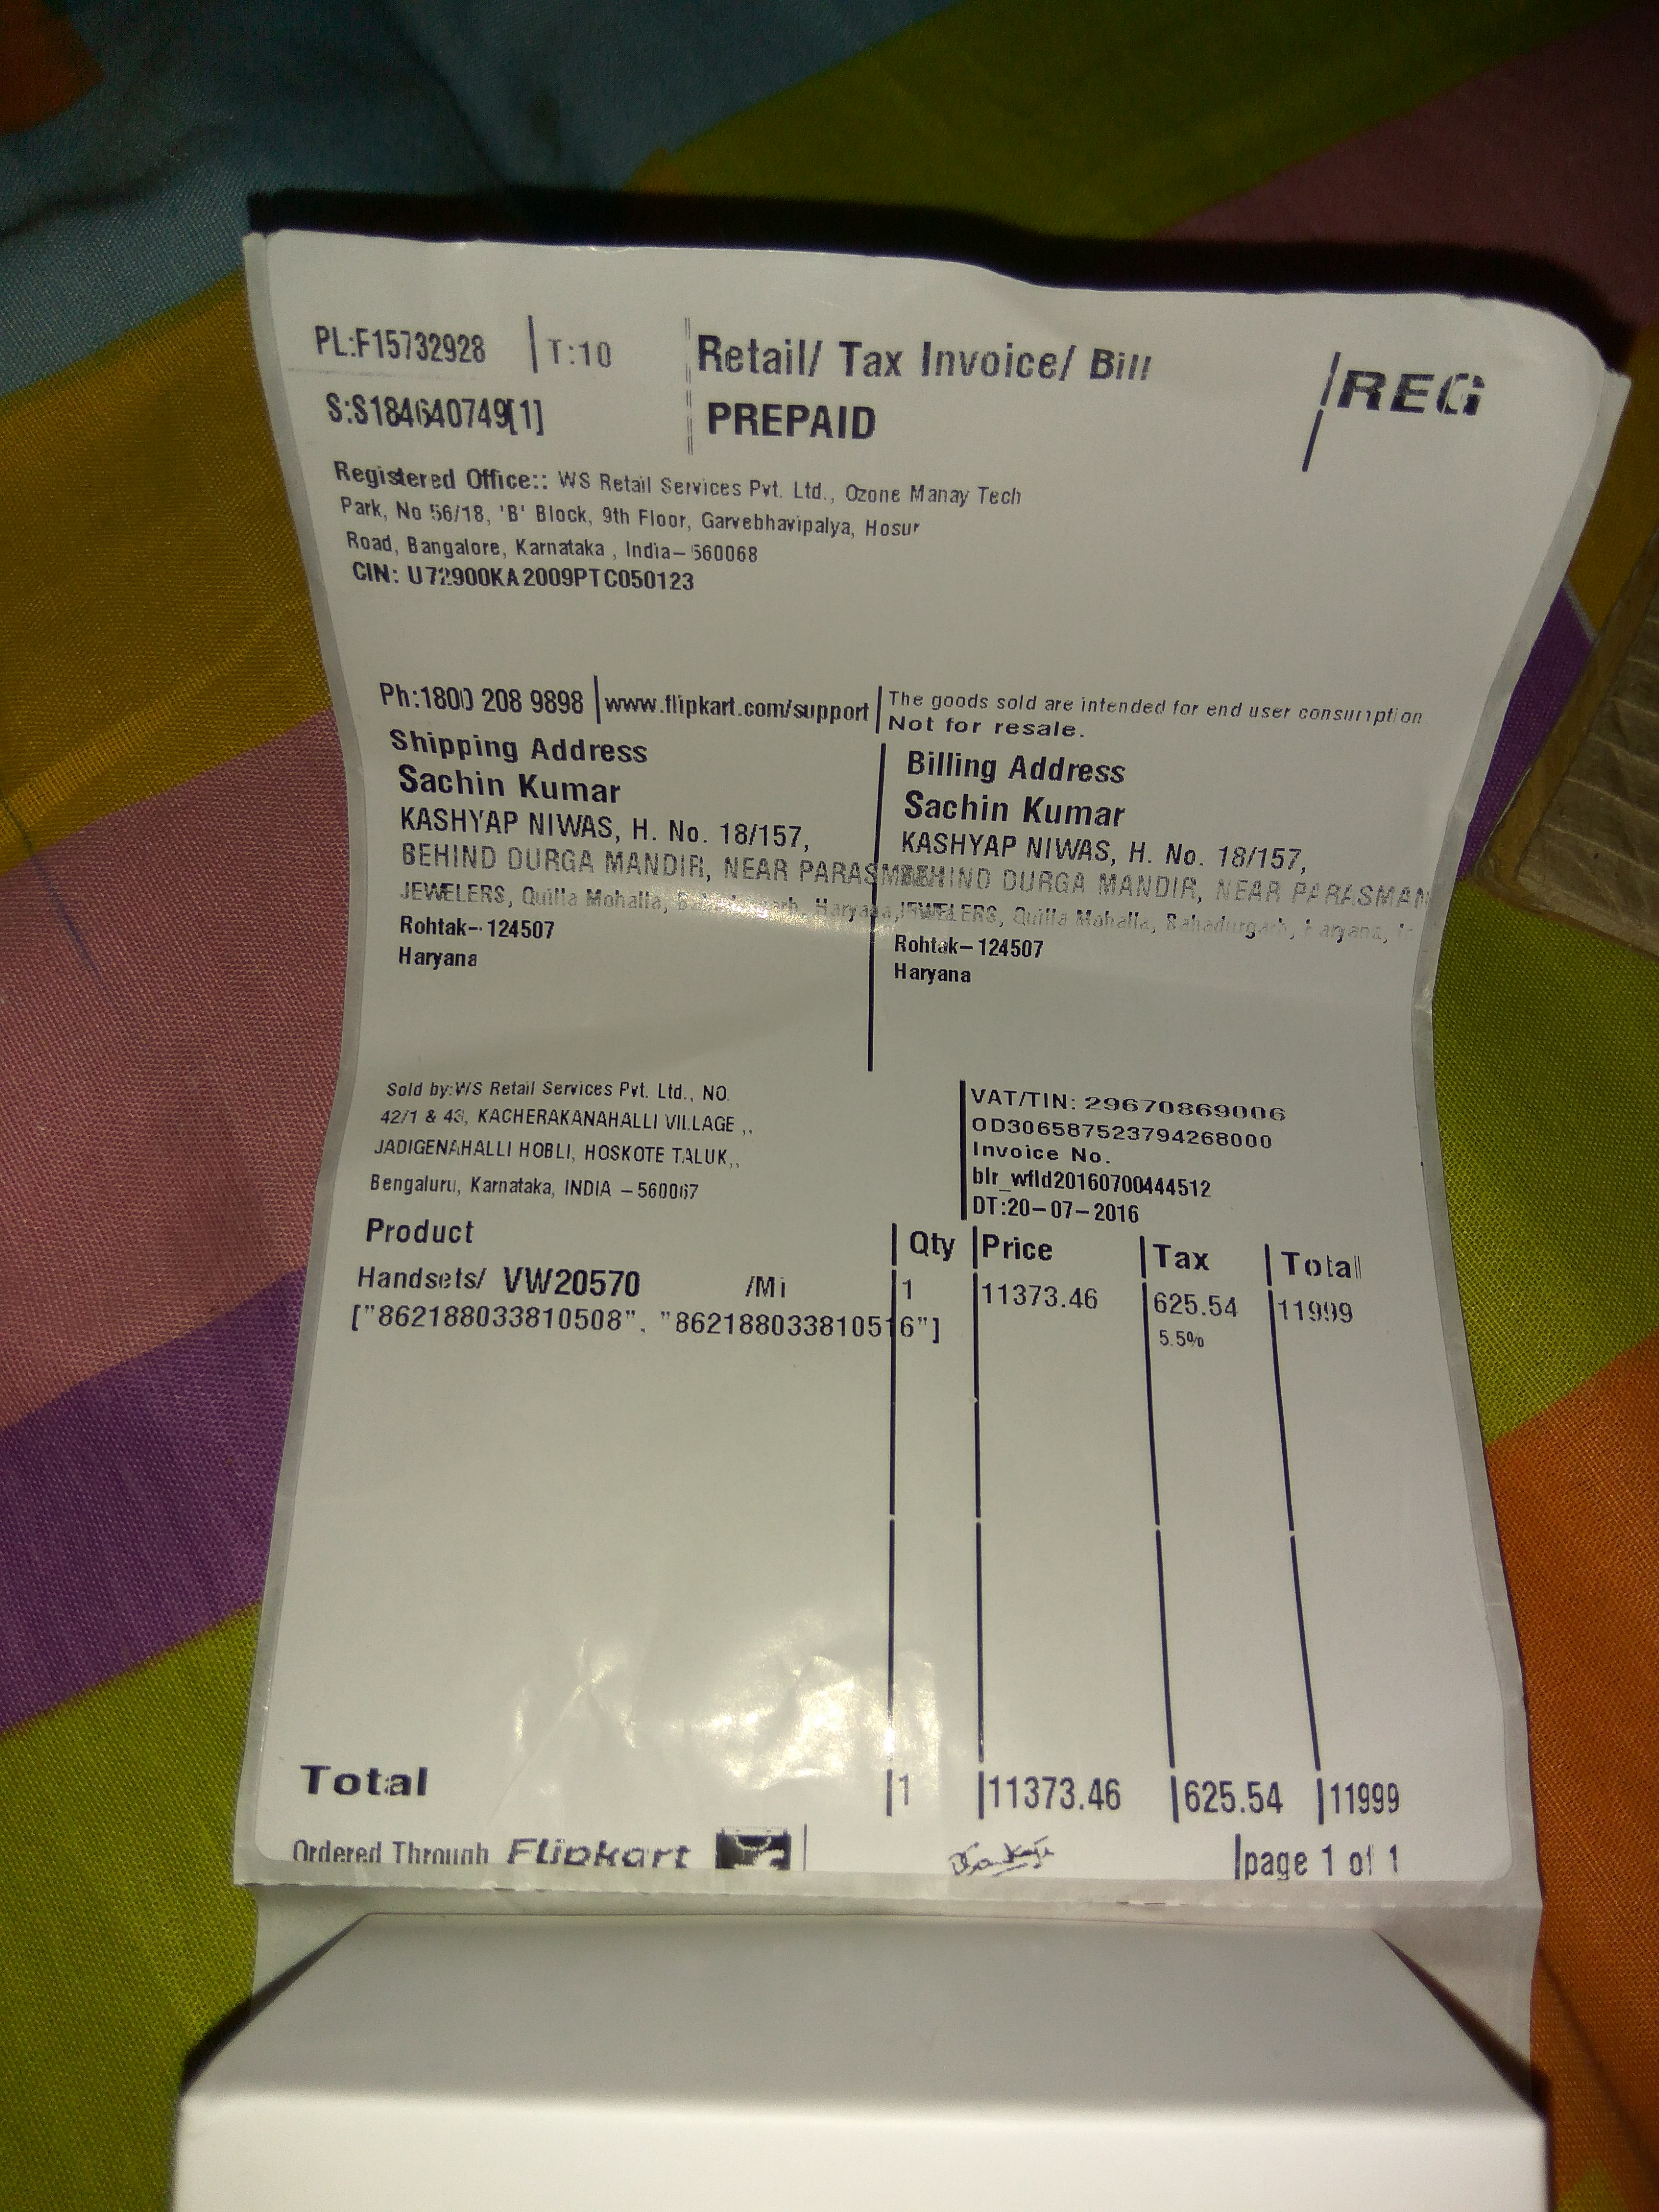 PL:F15732928 T:10 Retail/ Tax Invoice/ Bill REG
S:S184640749[1] PREPAID
Registered Office:: WS Retail Services Pvt. Ltd., Ozone Manay Tech
Park, No 56/18, 'B' Block, 9th Floor, Garvebhavipalya, Hosur
Road, Bangalore, Karnataka , India-560068
CIN: U72900KA2009PTC050123
Ph:1800 208 9898 www.flipkart.com/support The goods sold are intended for end user consumption
Not for resale.
Shipping Address
Sachin Kumar
KASHYAP NIWAS, H. No. 18/157,
BEHIND DURGA MANDIR, NEAR
JEWELERS, Quilla Mohalla, Haryana,
Rohtak-124507
Haryana
Billing Address
Sachin Kumar
KASHYAP NIWAS, H. No. 18/157,
BEHIND DURGA MANDIR, NEAR PARASMAN
JEWELERS, Quilla Mohalla, Bahadurgarh, Haryana,
Rohtak-124507
Haryana
Sold by:WS Retail Services Pvt. Ltd., NO.
42/1 & 43, KACHERAKANAHALLI VILLAGE ,,
JADIGENAHALLI HOBLI, HOSKOTE TALUK,,
Bengaluru, Karnataka, INDIA -560067
VAT/TIN: 29670869006
OD306587523794268000
Invoice No.
blr_wfld20160700444512
DT:20-07-2016
Product Qty Price Tax Total
Handsets/ VW20570 /Mi 1 11373.46 625.54 11999
["862188033810508", "862188033810516"] 5.5%
Total 1 11373.46 625.54 11999
Ordered Through Flipkart page 1 of 1